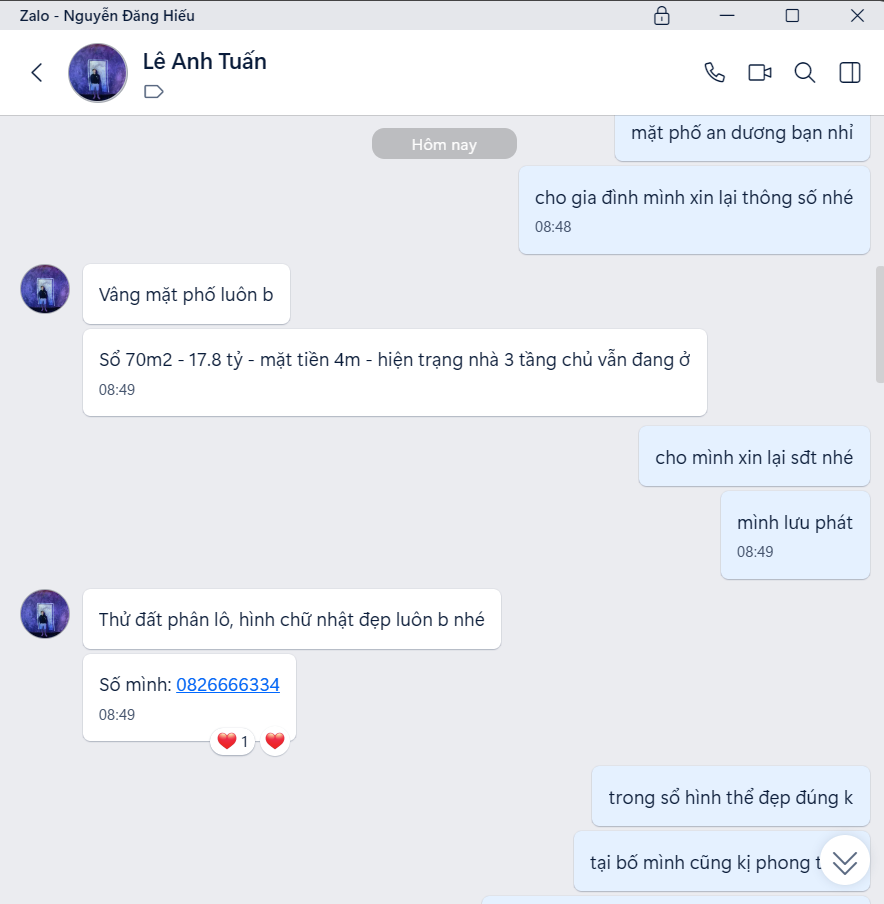 Zalo - Nguyễn Đăng Hiếu
Lê Anh Tuấn
mặt phố an dương bạn nhỉ
Hôm nay
cho gia đình mình xin lại thông số nhé
08:48
Vâng mặt phố luôn b
Sổ 70m2 - 17.8 tỷ - mặt tiền 4m - hiện trạng nhà 3 tầng chủ vẫn đang ở
08:49
cho mình xin lại sđt nhé
mình lưu phát
08:49
Thử đất phân lô, hình chữ nhật đẹp luôn b nhé
Số mình: 0826666334
08:49
1
trong sổ hình thể đẹp đúng k
tại bố mình cũng kị phong